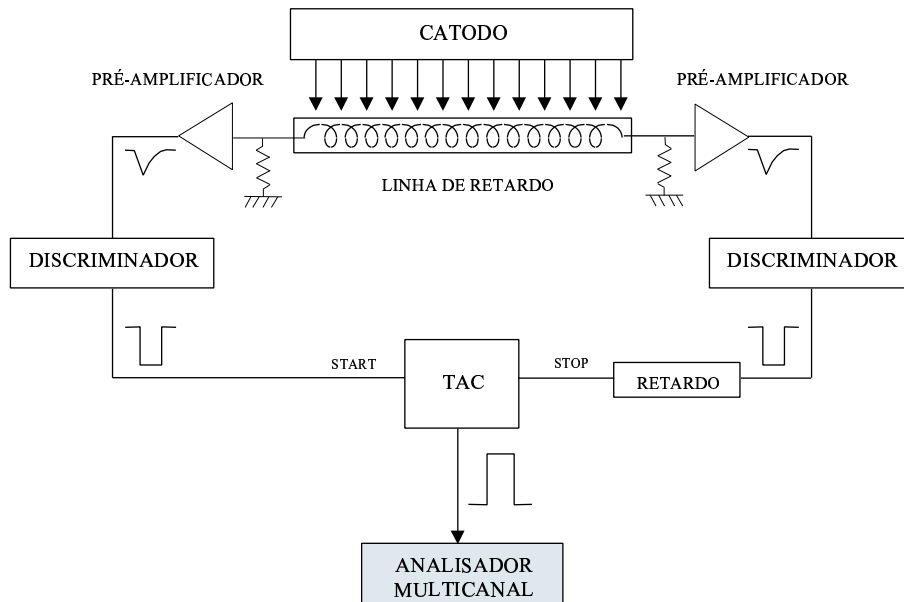 CATODO
PRÉ-AMPLIFICADOR
PRÉ-AMPLIFICADOR
LINHA DE RETARDO
DISCRIMINADOR
DISCRIMINADOR
START
TAC
STOP
RETARDO
ANALISADOR
MULTICANAL